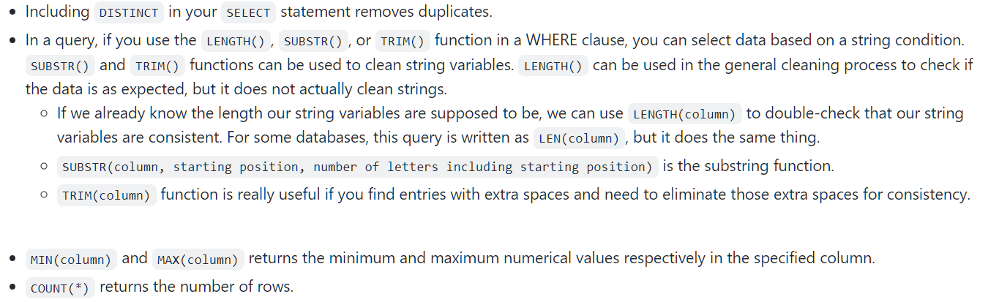 • Including DISTINCT in your SELECT statement removes duplicates.
• In a query, if you use the LENGTH() , SUBSTR() , or TRIM() function in a WHERE clause, you can select data based on a string condition.
SUBSTR() and TRIM() functions can be used to clean string variables. LENGTH() can be used in the general cleaning process to check if
the data is as expected, but it does not actually clean strings.
○ If we already know the length our string variables are supposed to be, we can use LENGTH(column) to double-check that our string
variables are consistent. For some databases, this query is written as LEN(column) , but it does the same thing.
○ SUBSTR(column, starting position, number of letters including starting position) is the substring function.
○ TRIM(column) function is really useful if you find entries with extra spaces and need to eliminate those extra spaces for consistency.
• MIN(column) and MAX(column) returns the minimum and maximum numerical values respectively in the specified column.
• COUNT(*) returns the number of rows.